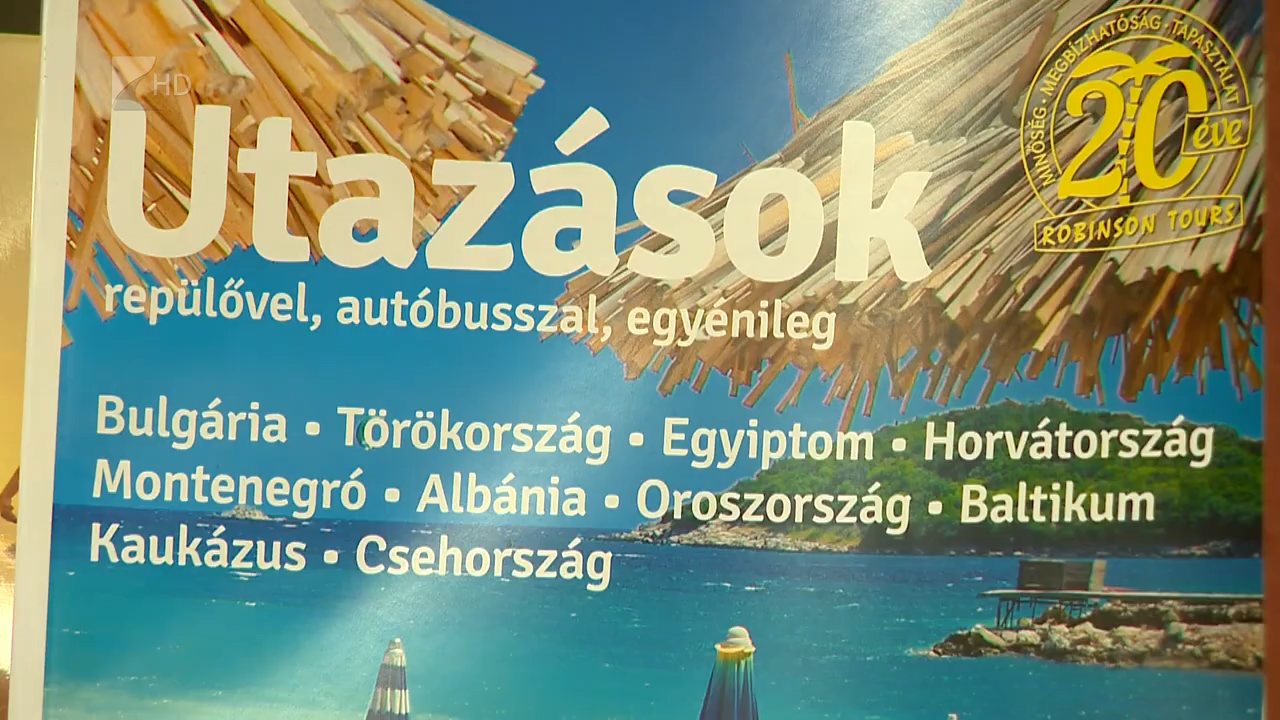 HD
MINŐSÉG · MEGBÍZHATÓSÁG · TAPASZTALAT
20
éve
ROBINSON TOURS
Utazások
repülővel, autóbusszal, egyénileg
Bulgária · Törökország · Egyiptom · Horvátország
Montenegró · Albánia · Oroszország · Baltikum
Kaukázus · Csehország